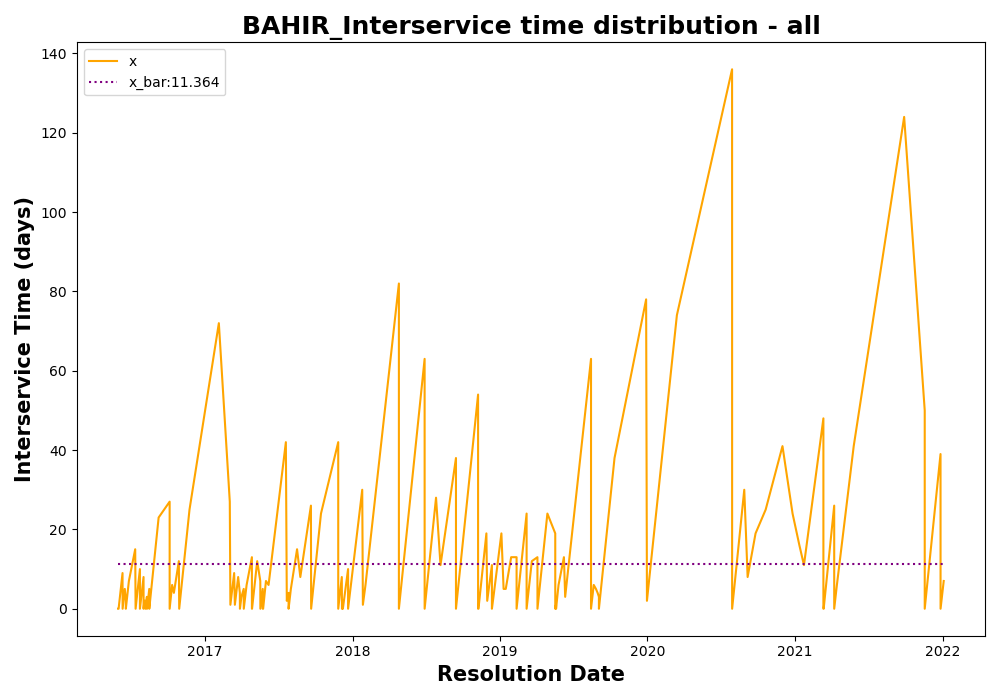 BAHIR_Interservice time distribution - all
x
x_bar:11.364
Interservice Time (days)
140
120
100
80
60
40
20
0
2017 2018 2019 2020 2021 2022
Resolution Date